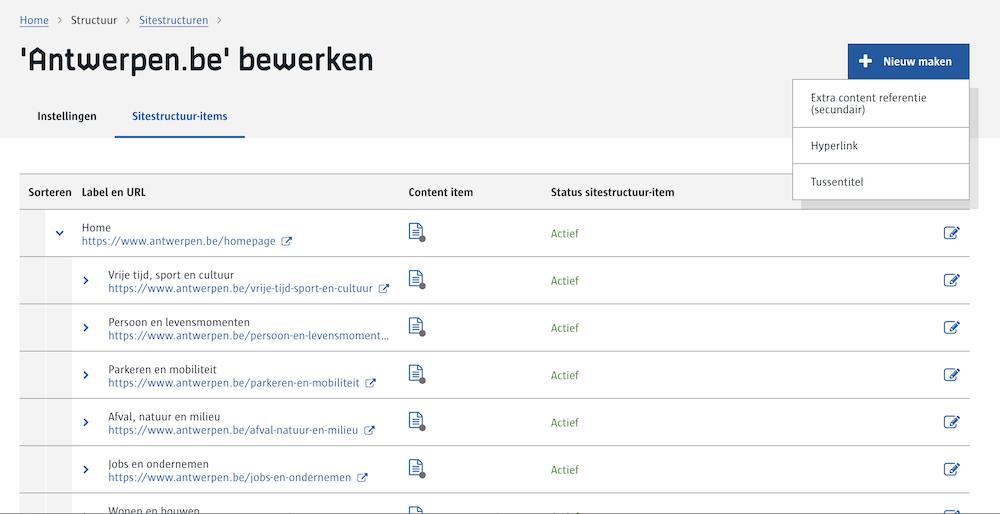 Home > Structuur > Sitestructuren >
'Antwerpen.be' bewerken
Nieuw maken
Extra content referentie
(secundair)
Hyperlink
Tussentitel
Instellingen
Sitestructuur-items
Sorteren Label en URL Content item Status sitestructuur-item
Home
https://www.antwerpen.be/homepage
Actief
Vrije tijd, sport en cultuur
https://www.antwerpen.be/vrije-tijd-sport-en-cultuur
Actief
Persoon en levensmomenten
https://www.antwerpen.be/persoon-en-levensmoment...
Actief
Parkeren en mobiliteit
https://www.antwerpen.be/parkeren-en-mobiliteit
Actief
Afval, natuur en milieu
https://www.antwerpen.be/afval-natuur-en-milieu
Actief
Jobs en ondernemen
https://www.antwerpen.be/jobs-en-ondernemen
Actief
Wonen en bouwen